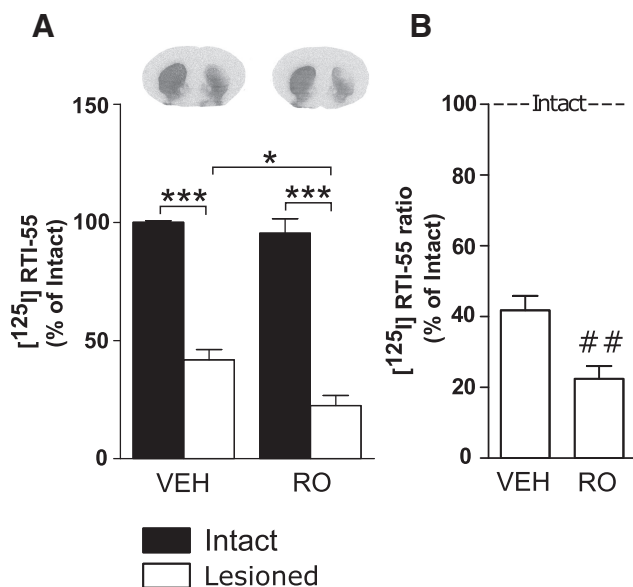 A
[125I] RTI-55
(% of Intact)
150
100
50
0
***
*
***
VEH
RO
Intact
Lesioned
B
[125I] RTI-55 ratio
(% of Intact)
100
80
60
40
20
0
Intact
##
VEH
RO